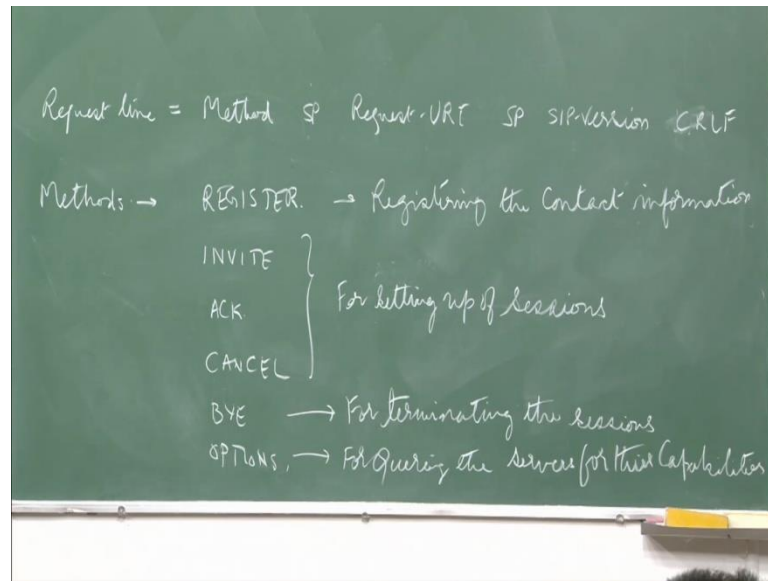 Request line = Method SP Request-URI SP SIP-Version CRLF
Methods → REGISTER. → Registering the Contact information
INVITE
ACK
For setting up of sessions
CANCEL
BYE → For terminating the sessions
OPTIONS, → For Quering the servers for their Capabilities